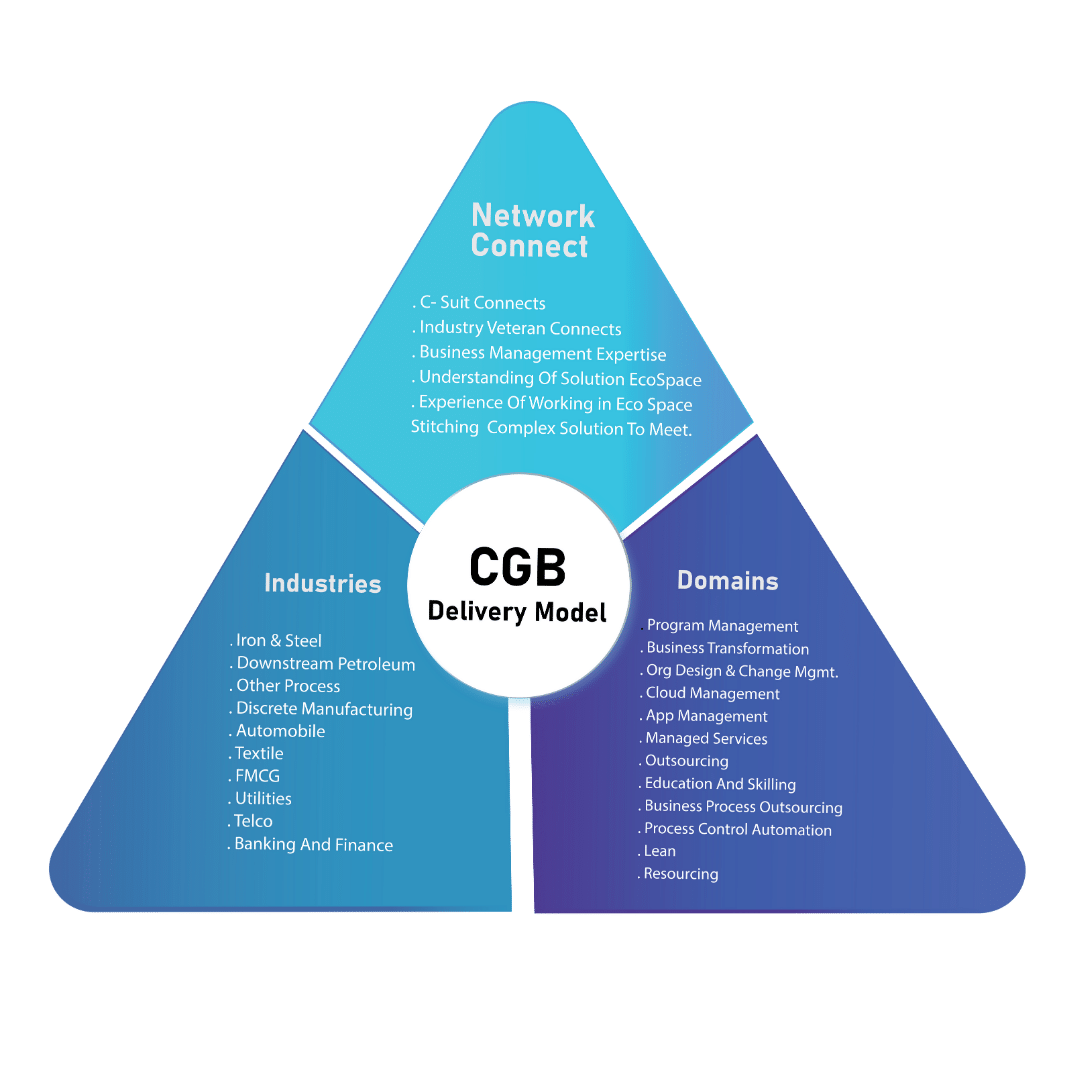 Network
Connect
. C- Suit Connects
. Industry Veteran Connects
. Business Management Expertise
. Understanding Of Solution EcoSpace
. Experience Of Working in Eco Space
Stitching Complex Solution To Meet.
CGB
Delivery Model
Industries
. Iron & Steel
. Downstream Petroleum
. Other Process
. Discrete Manufacturing
. Automobile
. Textile
. FMCG
. Utilities
. Telco
. Banking And Finance
Domains
. Program Management
. Business Transformation
. Org Design & Change Mgmt.
. Cloud Management
. App Management
. Managed Services
. Outsourcing
. Education And Skilling
. Business Process Outsourcing
. Process Control Automation
. Lean
. Resourcing